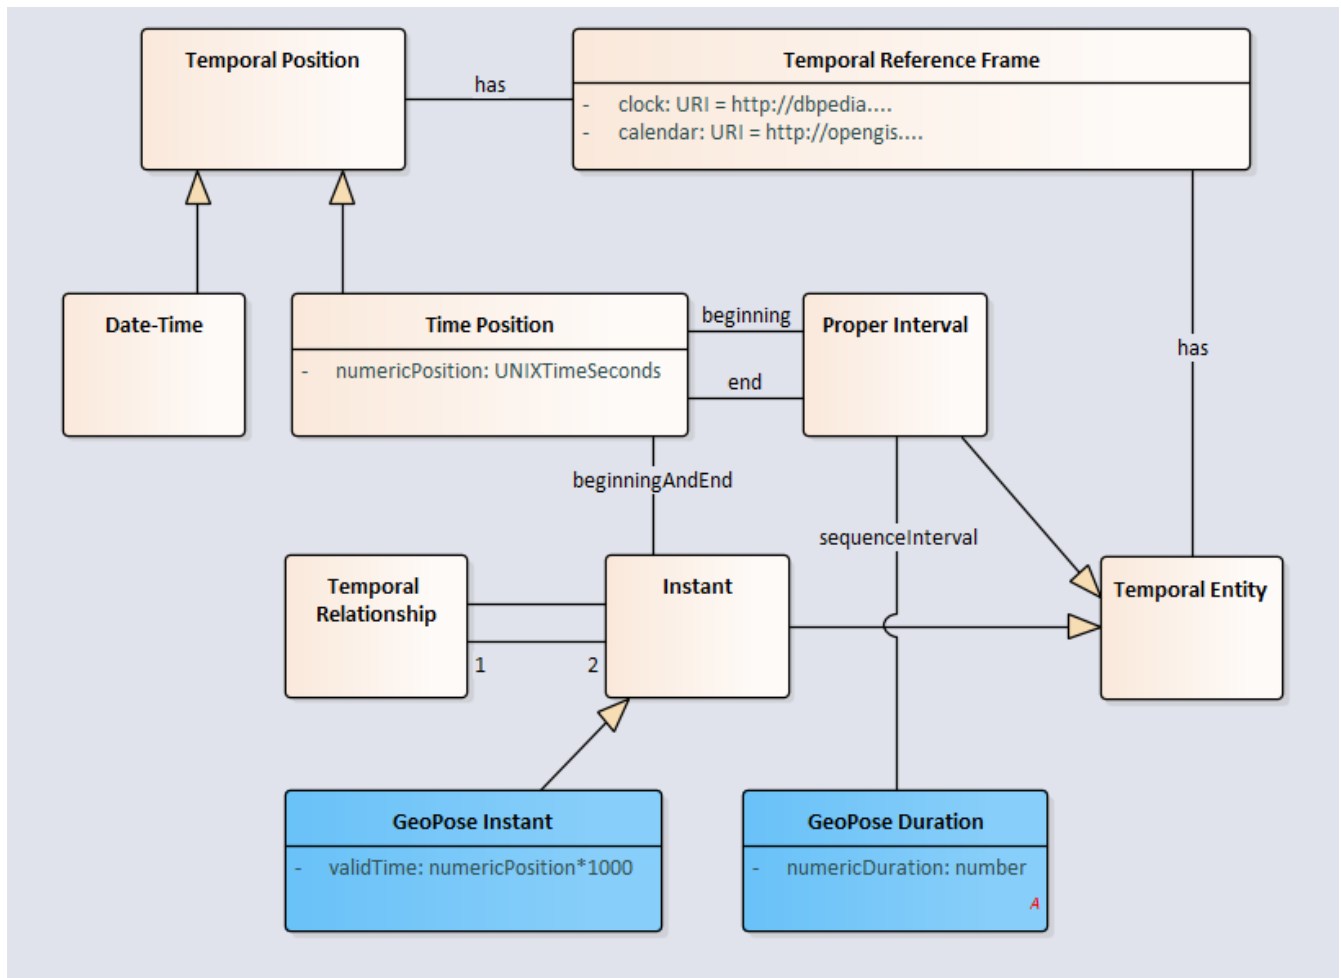 Temporal Position
has
Temporal Reference Frame
- clock: URI = http://dbpedia....
- calendar: URI = http://opengis....
Date-Time
Time Position
- numericPosition: UNIXTimeSeconds
beginning
end
Proper Interval
has
beginningAndEnd
sequenceInterval
Temporal
Relationship
1
2
Instant
Temporal Entity
GeoPose Instant
- validTime: numericPosition*1000
GeoPose Duration
- numericDuration: number
A